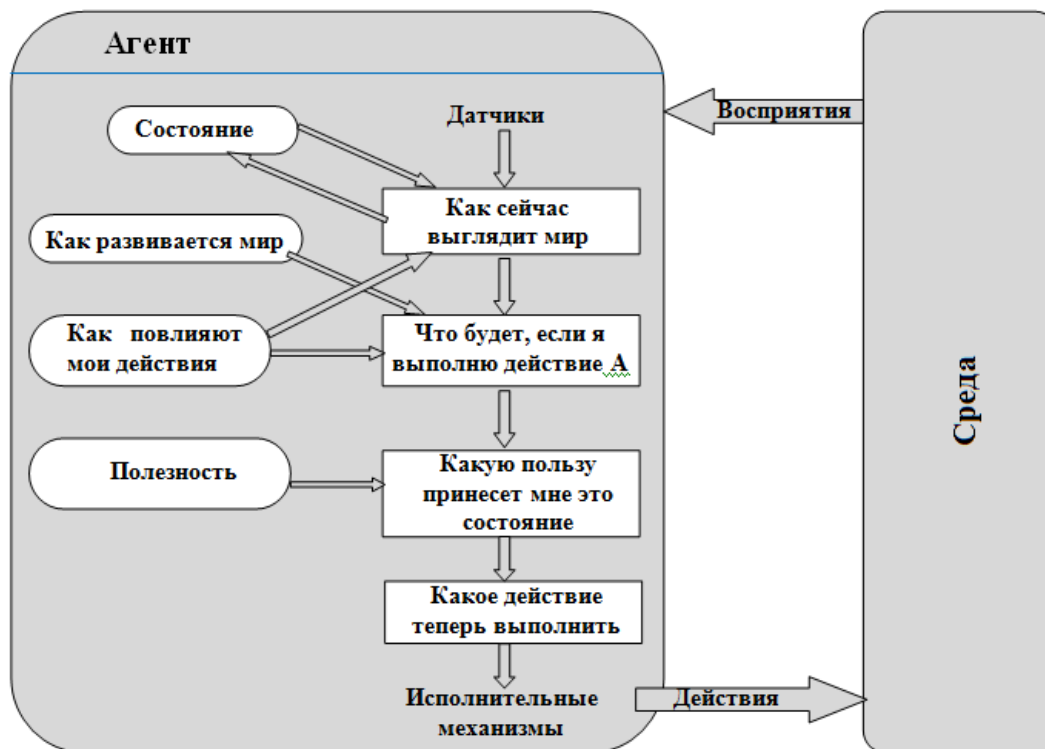 Агент
Восприятия
Датчики
Состояние
Как сейчас
выглядит мир
Как развивается мир
Как повлияют
мои действия
Что будет, если я
выполню действие А
Среда
Полезность
Какую пользу
принесет мне это
состояние
Какое действие
теперь выполнить
Исполнительные
механизмы
Действия